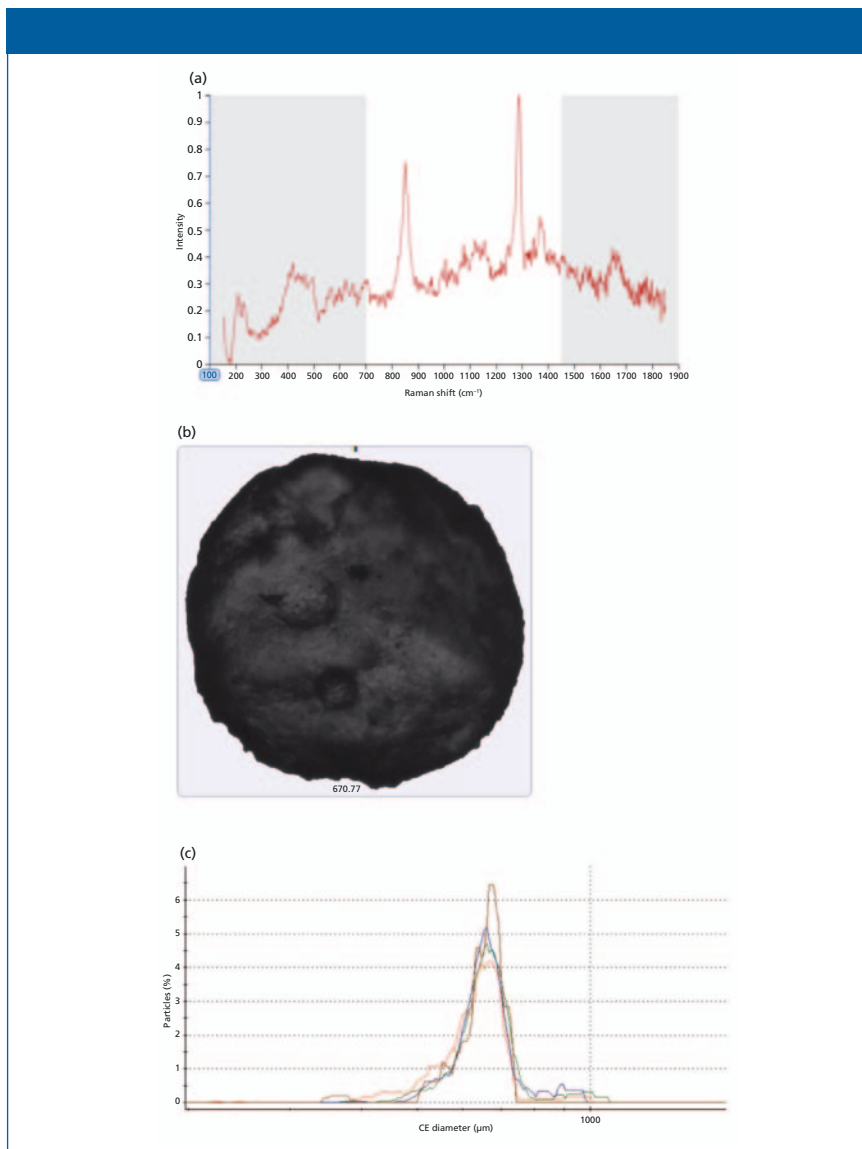 (a)
1
0.9
0.8
0.7
0.6
0.5
0.4
0.3
0.2
0.1
0
Intensity
100 200 300 400 500 600 700 800 900 1000 1100 1200 1300 1400 1500 1600 1700 1800 1900
Raman shift (cm⁻¹)
(b)
670.77
(c)
6
5
4
3
2
1
0
Particles (%)
1000
CE diameter (µm)